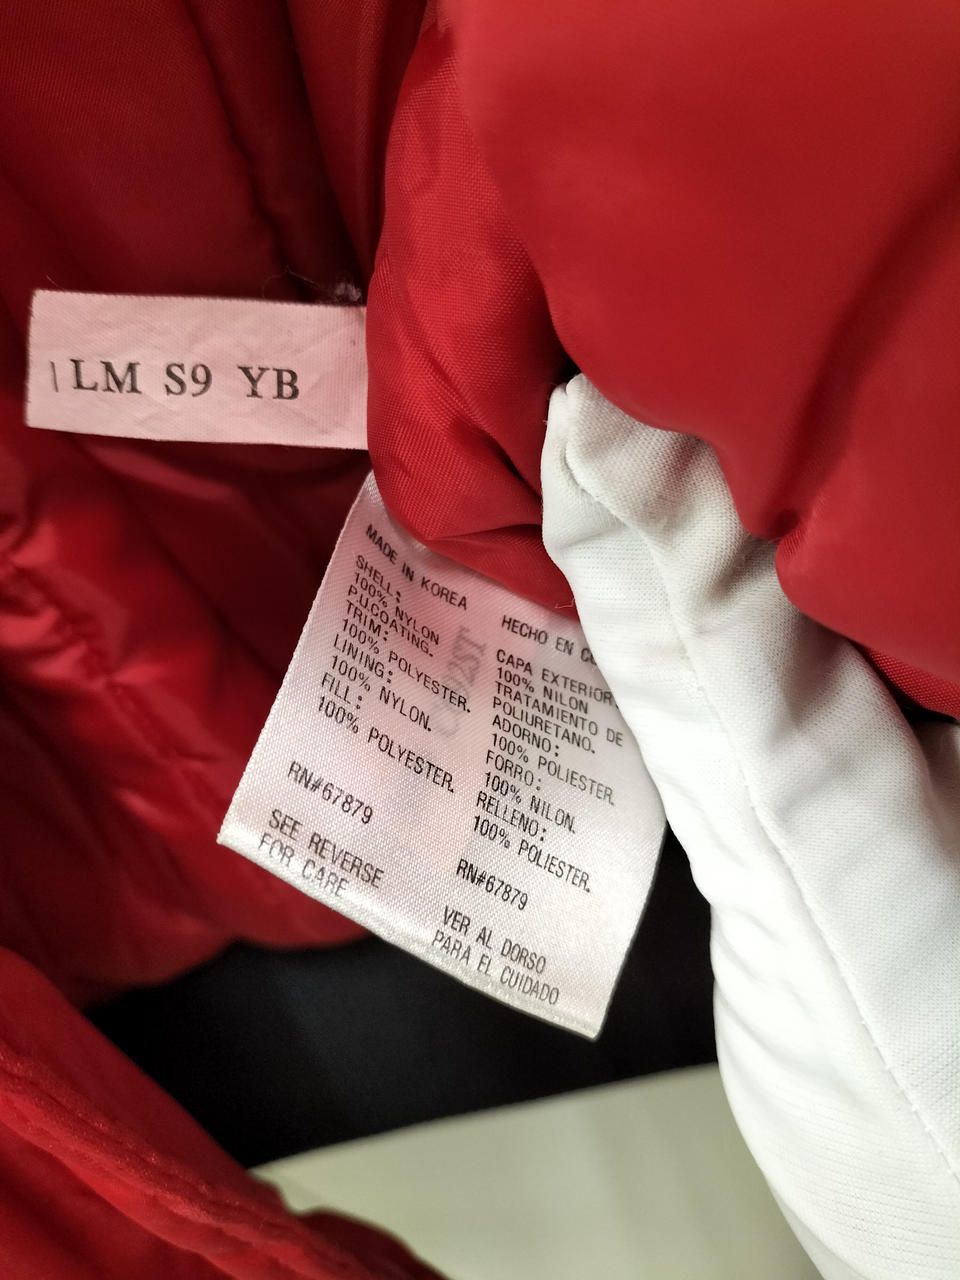 LM S9 YB
MADE IN KOREA
SHELL:
100% NYLON
P.U.COATING.
TRIM:
100% POLYESTER.
LINING:
100% NYLON.
FILL:
100% POLYESTER.
RN#67879
SEE REVERSE
FOR CARE
HECHO EN
CAPA EXTERIOR
100% NILON
TRATAMIENTO DE
POLIURETANO.
ADORNO:
100% POLIESTER.
FORRO:
100% NILON.
RELLENO:
100% POLIESTER.
RN#67879
VER AL DORSO
PARA EL CUIDADO